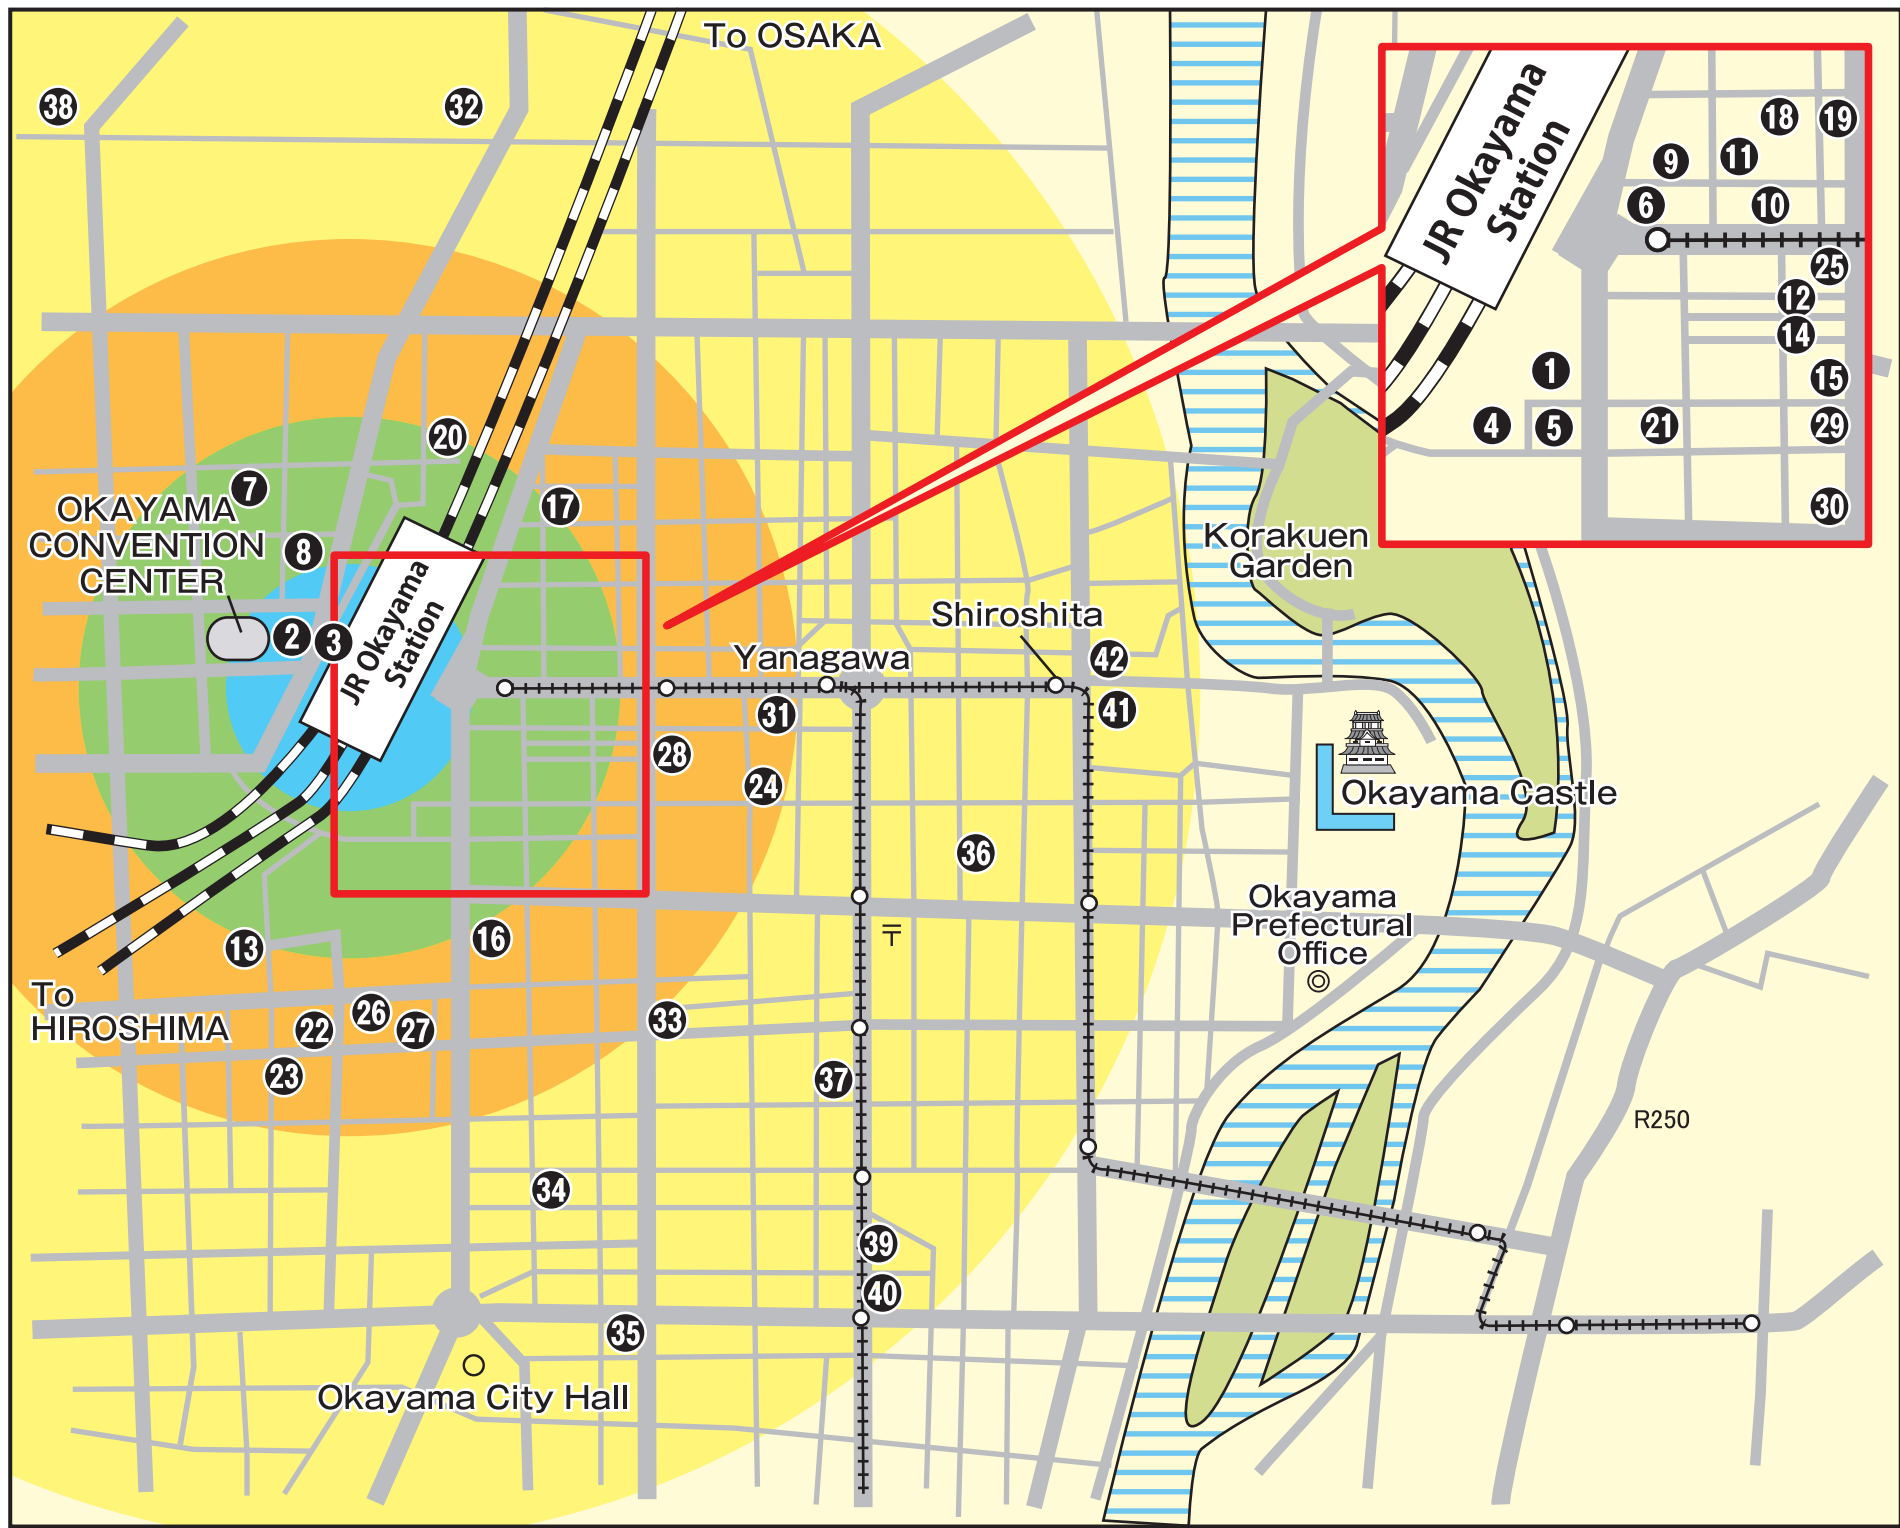 To OSAKA
38
32
JR Okayama
Station
18
19
9
11
6
10
25
12
14
1
15
4
5
21
29
30
20
7
17
OKAYAMA
CONVENTION
CENTER
8
2
3
JR Okayama
Station
Korakuen
Garden
Shiroshita
Yanagawa
42
41
31
28
24
Okayama Castle
36
Okayama
Prefectural
Office
〒
13
16
To
HIROSHIMA
26
22
27
33
23
37
R250
34
39
40
35
Okayama City Hall